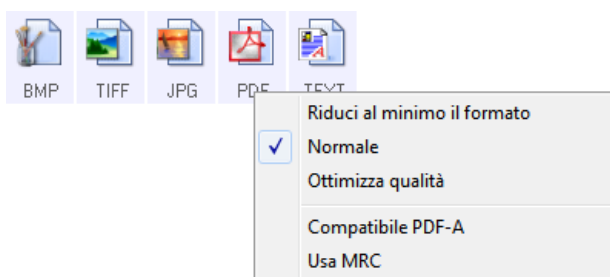 BMP TIFF JPG PDF TEXT
Riduci al minimo il formato
Normale
Ottimizza qualità
Compatibile PDF-A
Usa MRC